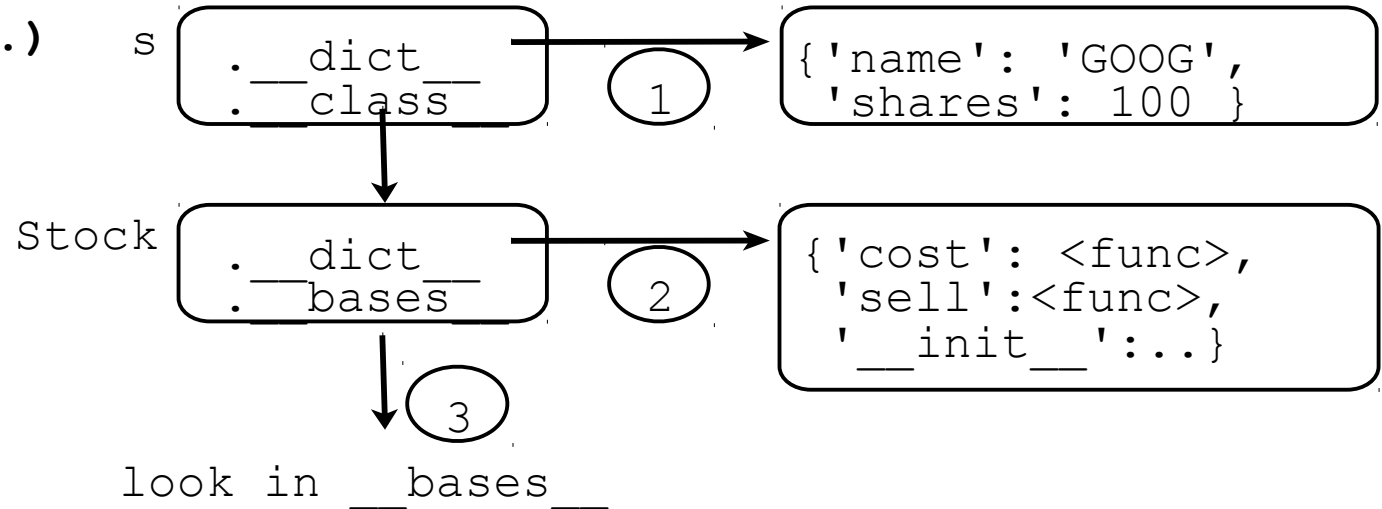 .)
s
.__dict__
.__class__
1
{'name': 'GOOG',
'shares': 100 }
Stock
.__dict__
.__bases__
2
{'cost': <func>,
'sell':<func>,
'__init__':..}
3
look in __bases__